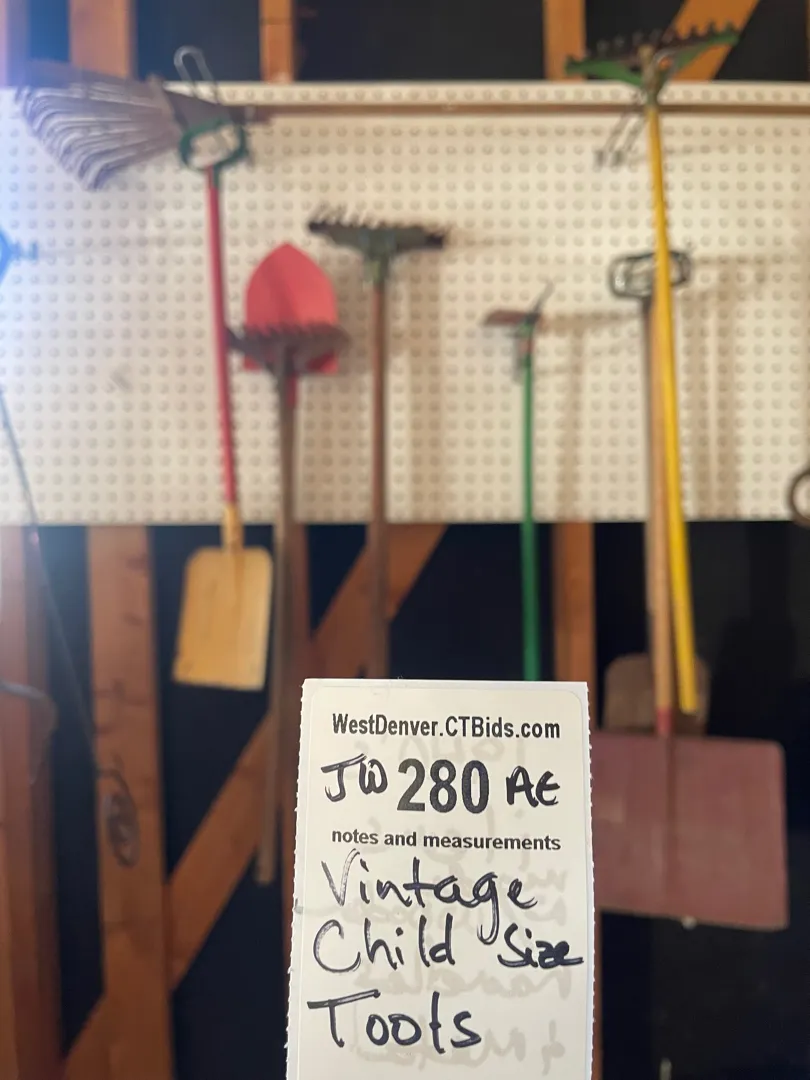 WestDenver.CTBids.com
JW 280 AE
notes and measurements
Vintage
Child Size
Tools